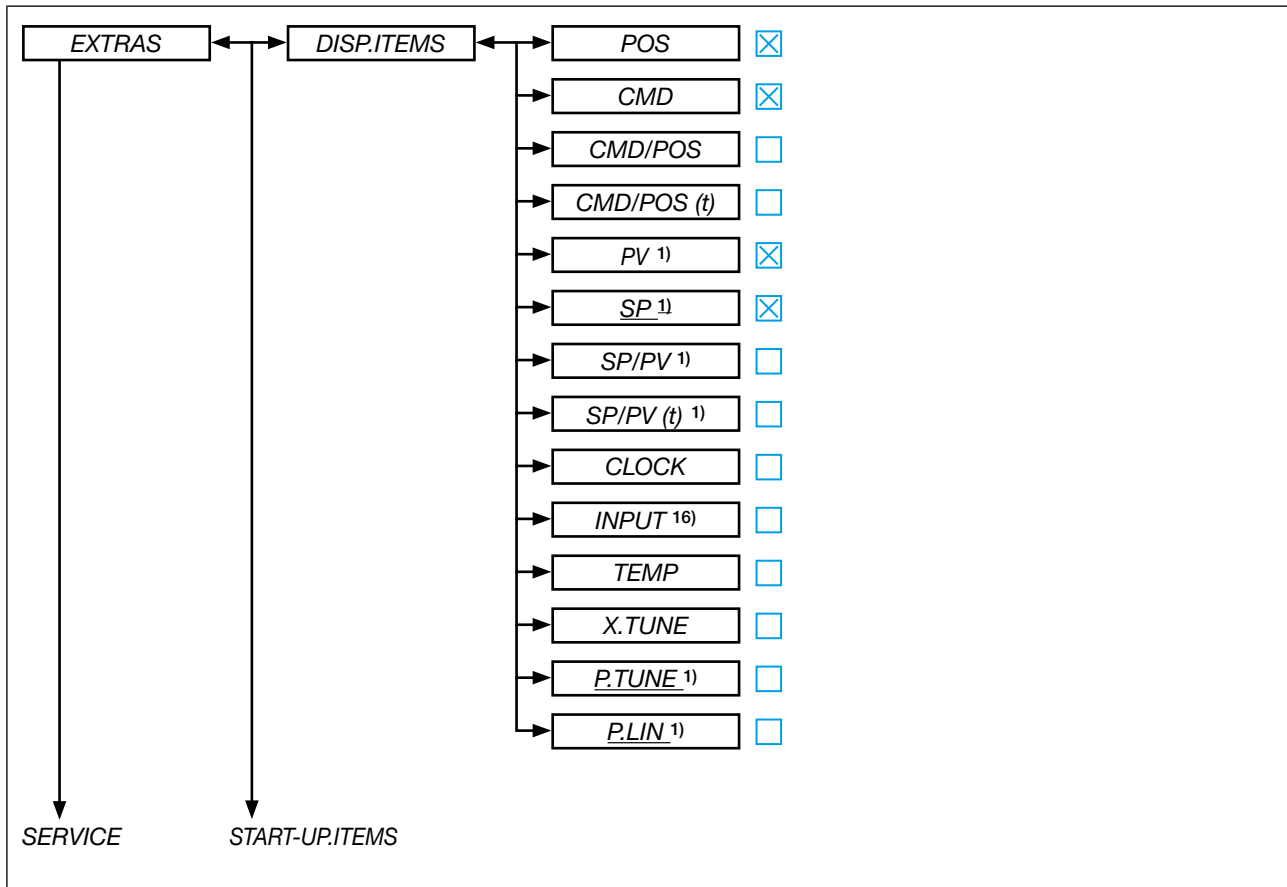 EXTRAS DISP.ITEMS POS
CMD
CMD/POS
CMD/POS (t)
PV 1)
SP 1)
SP/PV 1)
SP/PV (t) 1)
CLOCK
INPUT 16)
TEMP
X.TUNE
P.TUNE 1)
P.LIN 1)
SERVICE START-UP.ITEMS